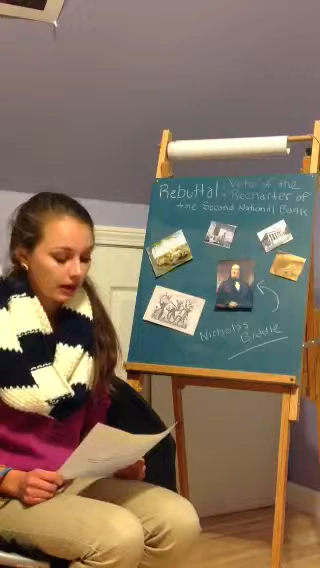 Rebuttal: Veto of the
Recharter of
the Second National Bank
Nicholas
Biddle